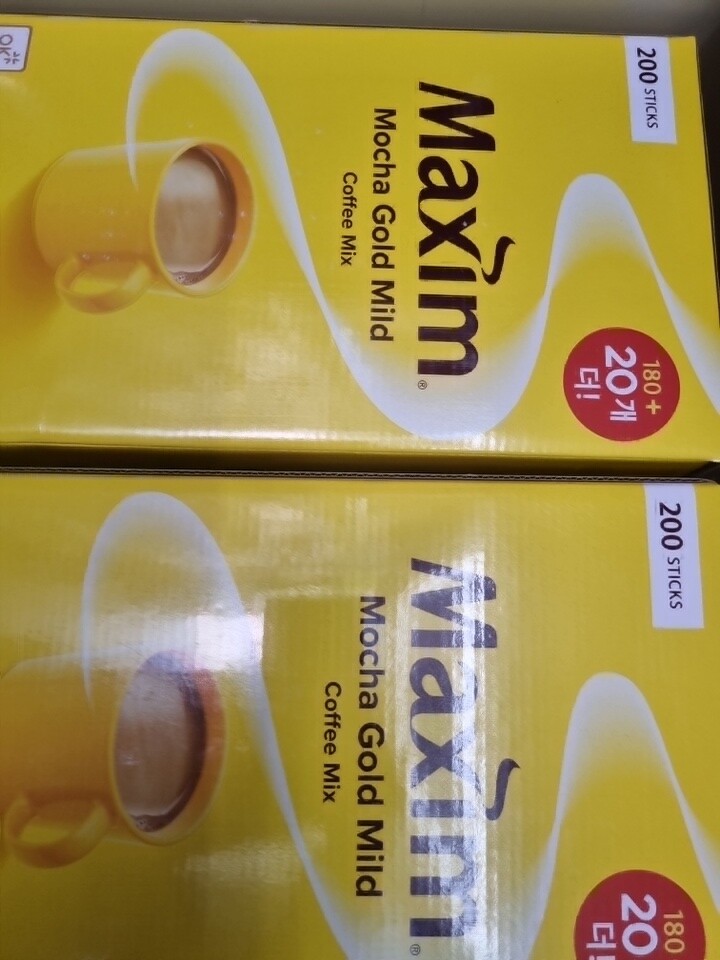 200 STICKS
Maxim®
Mocha Gold Mild
Coffee Mix
180+
20개
더!
200 STICKS
Maxim®
Mocha Gold Mild
Coffee Mix
180
20
더!